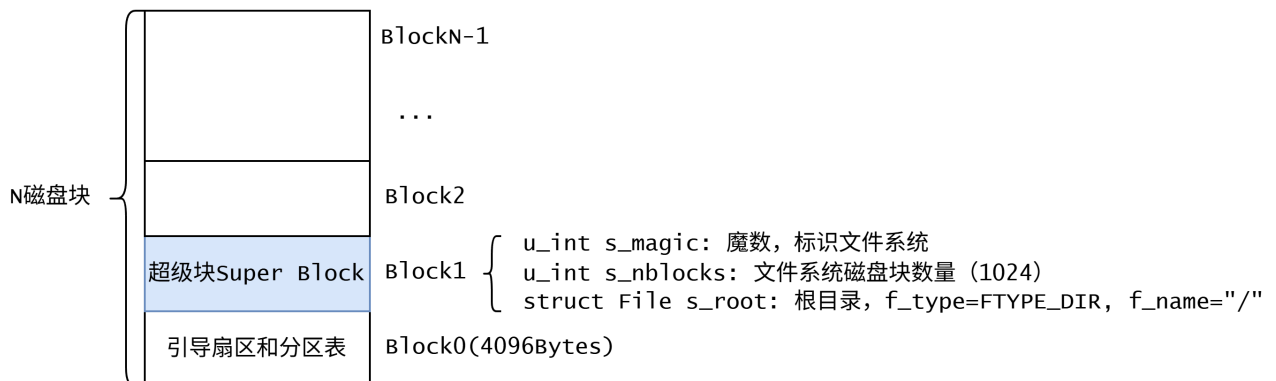 BlockN-1
...
N磁盘块
Block2
超级块Super Block
Block1
u_int s_magic: 魔数，标识文件系统
u_int s_nblocks: 文件系统磁盘块数量（1024）
struct File s_root: 根目录，f_type=FTYPE_DIR, f_name="/"
引导扇区和分区表
Block0(4096Bytes)